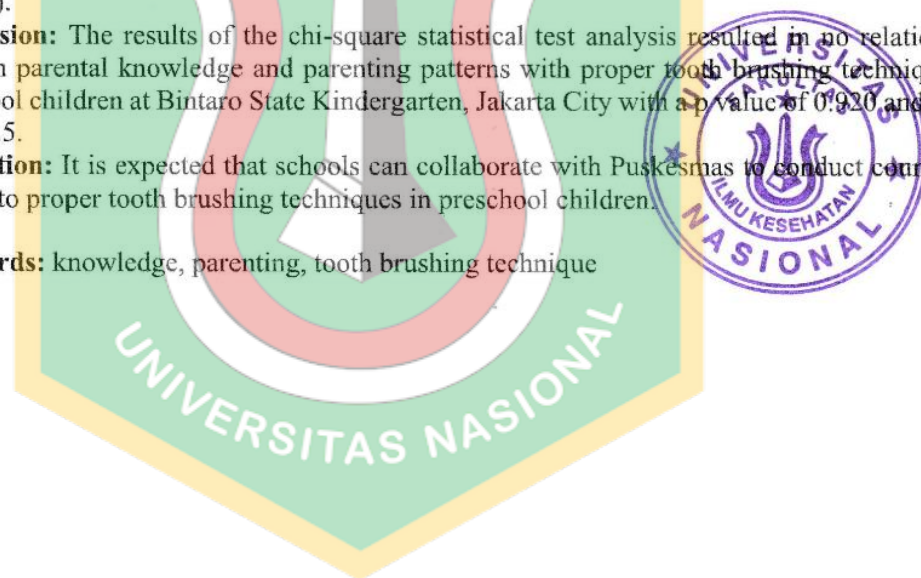 ).
sion: The results of the chi-square statistical test analysis resulted in no relati
n parental knowledge and parenting patterns with proper tooth brushing techniq
ol children at Bintaro State Kindergarten, Jakarta City with a p value of 0.920 and
5.
tion: It is expected that schools can collaborate with Puskesmas to conduct coun
to proper tooth brushing techniques in preschool children.
rds: knowledge, parenting, tooth brushing technique
UNIVERSITAS NASIONAL
FAKULTAS
ILMU KESEHATAN
UNIVERSITAS NASIONAL